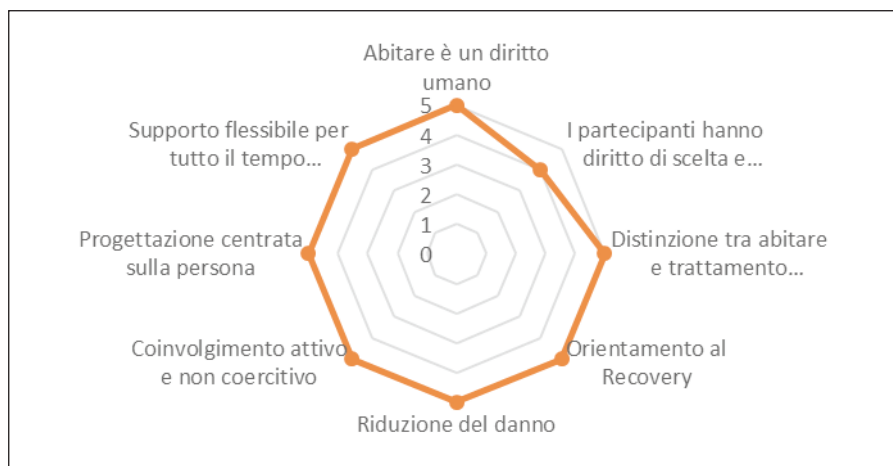 Abitare è un diritto
umano
I partecipanti hanno
diritto di scelta e...
Distinzione tra abitare
e trattamento...
Orientamento al
Recovery
Riduzione del danno
Coinvolgimento attivo
e non coercitivo
Progettazione centrata
sulla persona
Supporto flessibile per
tutto il tempo...
5
4
3
2
1
0